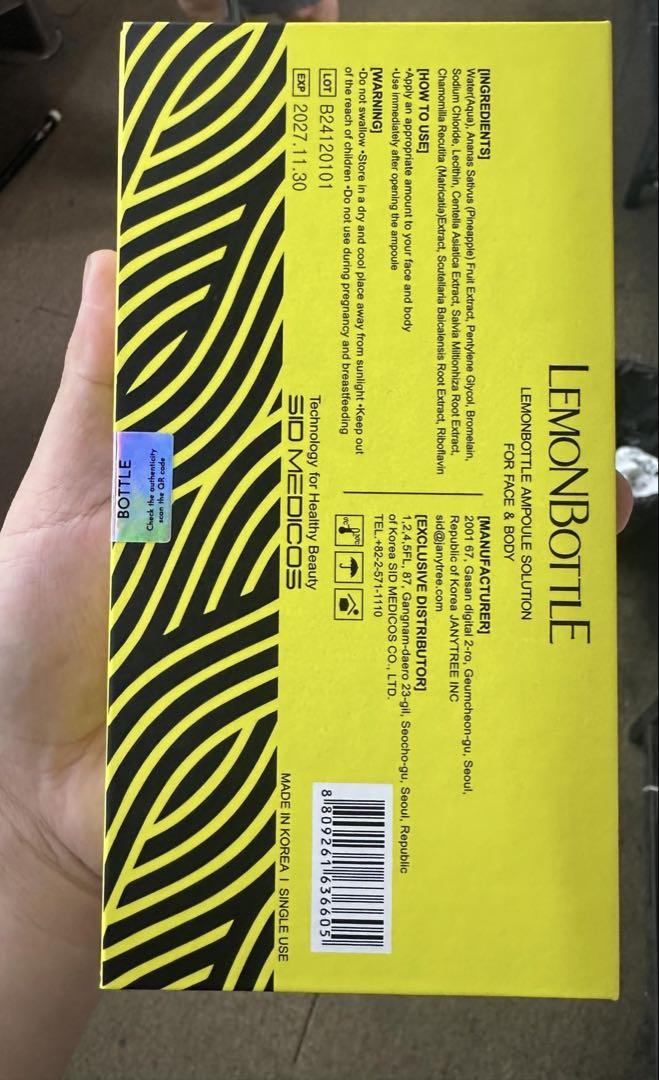 LEMONBOTTLE
LEMONBOTTLE AMPOULE SOLUTION
FOR FACE & BODY
[INGREDIENTS]
Water(Aqua), Ananas Sativus (Pineapple) Fruit Extract, Pentylene Glycol, Bromelain,
Sodium Chloride, Lecithin, Centella Asiatica Extract, Salvia Miltiorrhiza Root Extract,
Chamomilla Recutita (Matricatia)Extract, Scutellaria Baicalensis Root Extract, Riboflavin
[HOW TO USE]
•Apply an appropriate amount to your face and body
•Use immediately after opening the ampoule
[WARNING]
•Do not swallow •Store in a dry and cool place away from sunlight •Keep out
of the reach of children •Do not use during pregnancy and breastfeeding
LOT B24120101
EXP 2027.11.30
[MANUFACTURER]
2001 67, Gasan digital 2-ro, Geumcheon-gu, Seoul,
Republic of Korea JANYTREE INC
sid@janytree.com
[EXCLUSIVE DISTRIBUTOR]
1,2,4,5FL, 87, Gangnam-daero 23-gil, Seocho-gu, Seoul, Republic
of Korea SID MEDICOS CO., LTD.
TEL.+82-2-571-1110
Technology for Healthy Beauty
SID MEDICOS
8 809261 636605
MADE IN KOREA | SINGLE USE
scan the QR code
Check the authenticity
BOTTLE